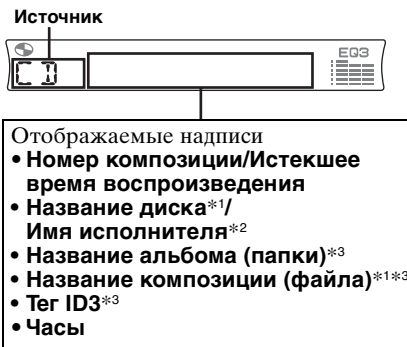 Источник
EQ3
CD
Отображаемые надписи
• Номер композиции/Истекшее
время воспроизведения
• Название диска*1/
Имя исполнителя*2
• Название альбома (папки)*3
• Название композиции (файла)*1*3
• Тег ID3*3
• Часы